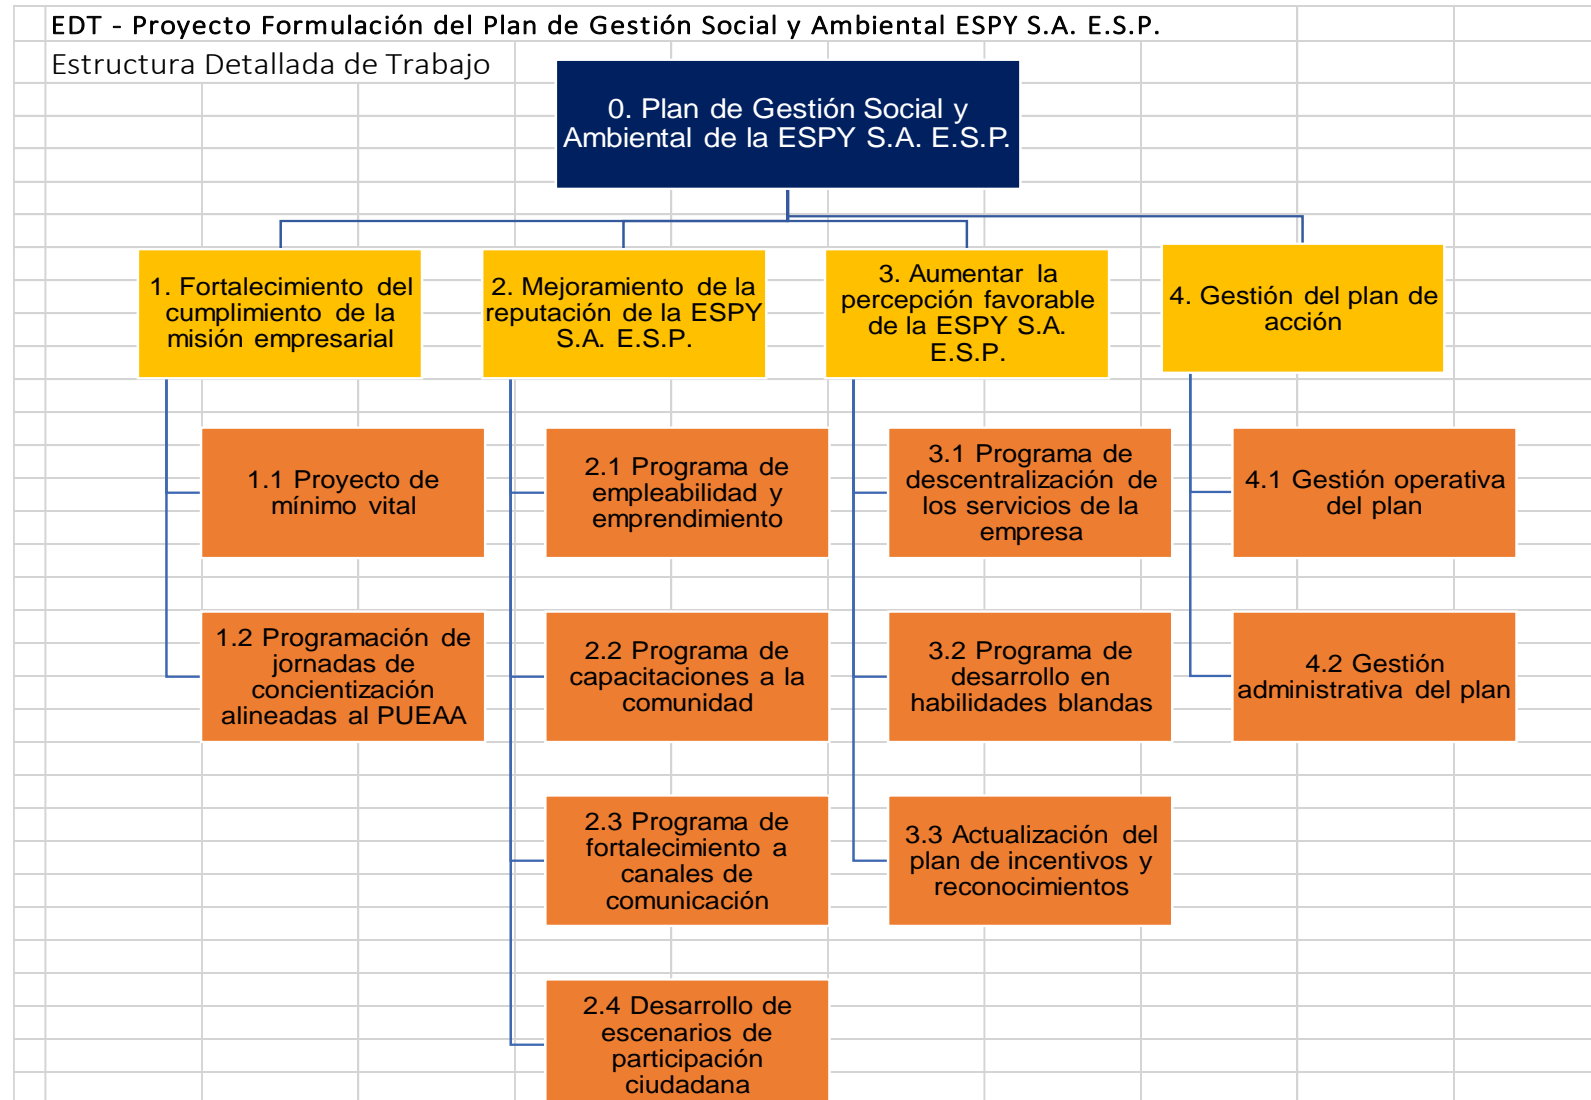 EDT - Proyecto Formulación del Plan de Gestión Social y Ambiental ESPY S.A. E.S.P.
Estructura Detallada de Trabajo
0. Plan de Gestión Social y
Ambiental de la ESPY S.A. E.S.P.
1. Fortalecimiento del
cumplimiento de la
misión empresarial
2. Mejoramiento de la
reputación de la ESPY
S.A. E.S.P.
3. Aumentar la
percepción favorable
de la ESPY S.A.
E.S.P.
4. Gestión del plan de
acción
1.1 Proyecto de
mínimo vital
2.1 Programa de
empleabilidad y
emprendimiento
3.1 Programa de
descentralización de
los servicios de la
empresa
4.1 Gestión operativa
del plan
1.2 Programación de
jornadas de
concientización
alineadas al PUEAA
2.2 Programa de
capacitaciones a la
comunidad
3.2 Programa de
desarrollo en
habilidades blandas
4.2 Gestión
administrativa del plan
2.3 Programa de
fortalecimiento a
canales de
comunicación
3.3 Actualización del
plan de incentivos y
reconocimientos
2.4 Desarrollo de
escenarios de
participación
ciudadana